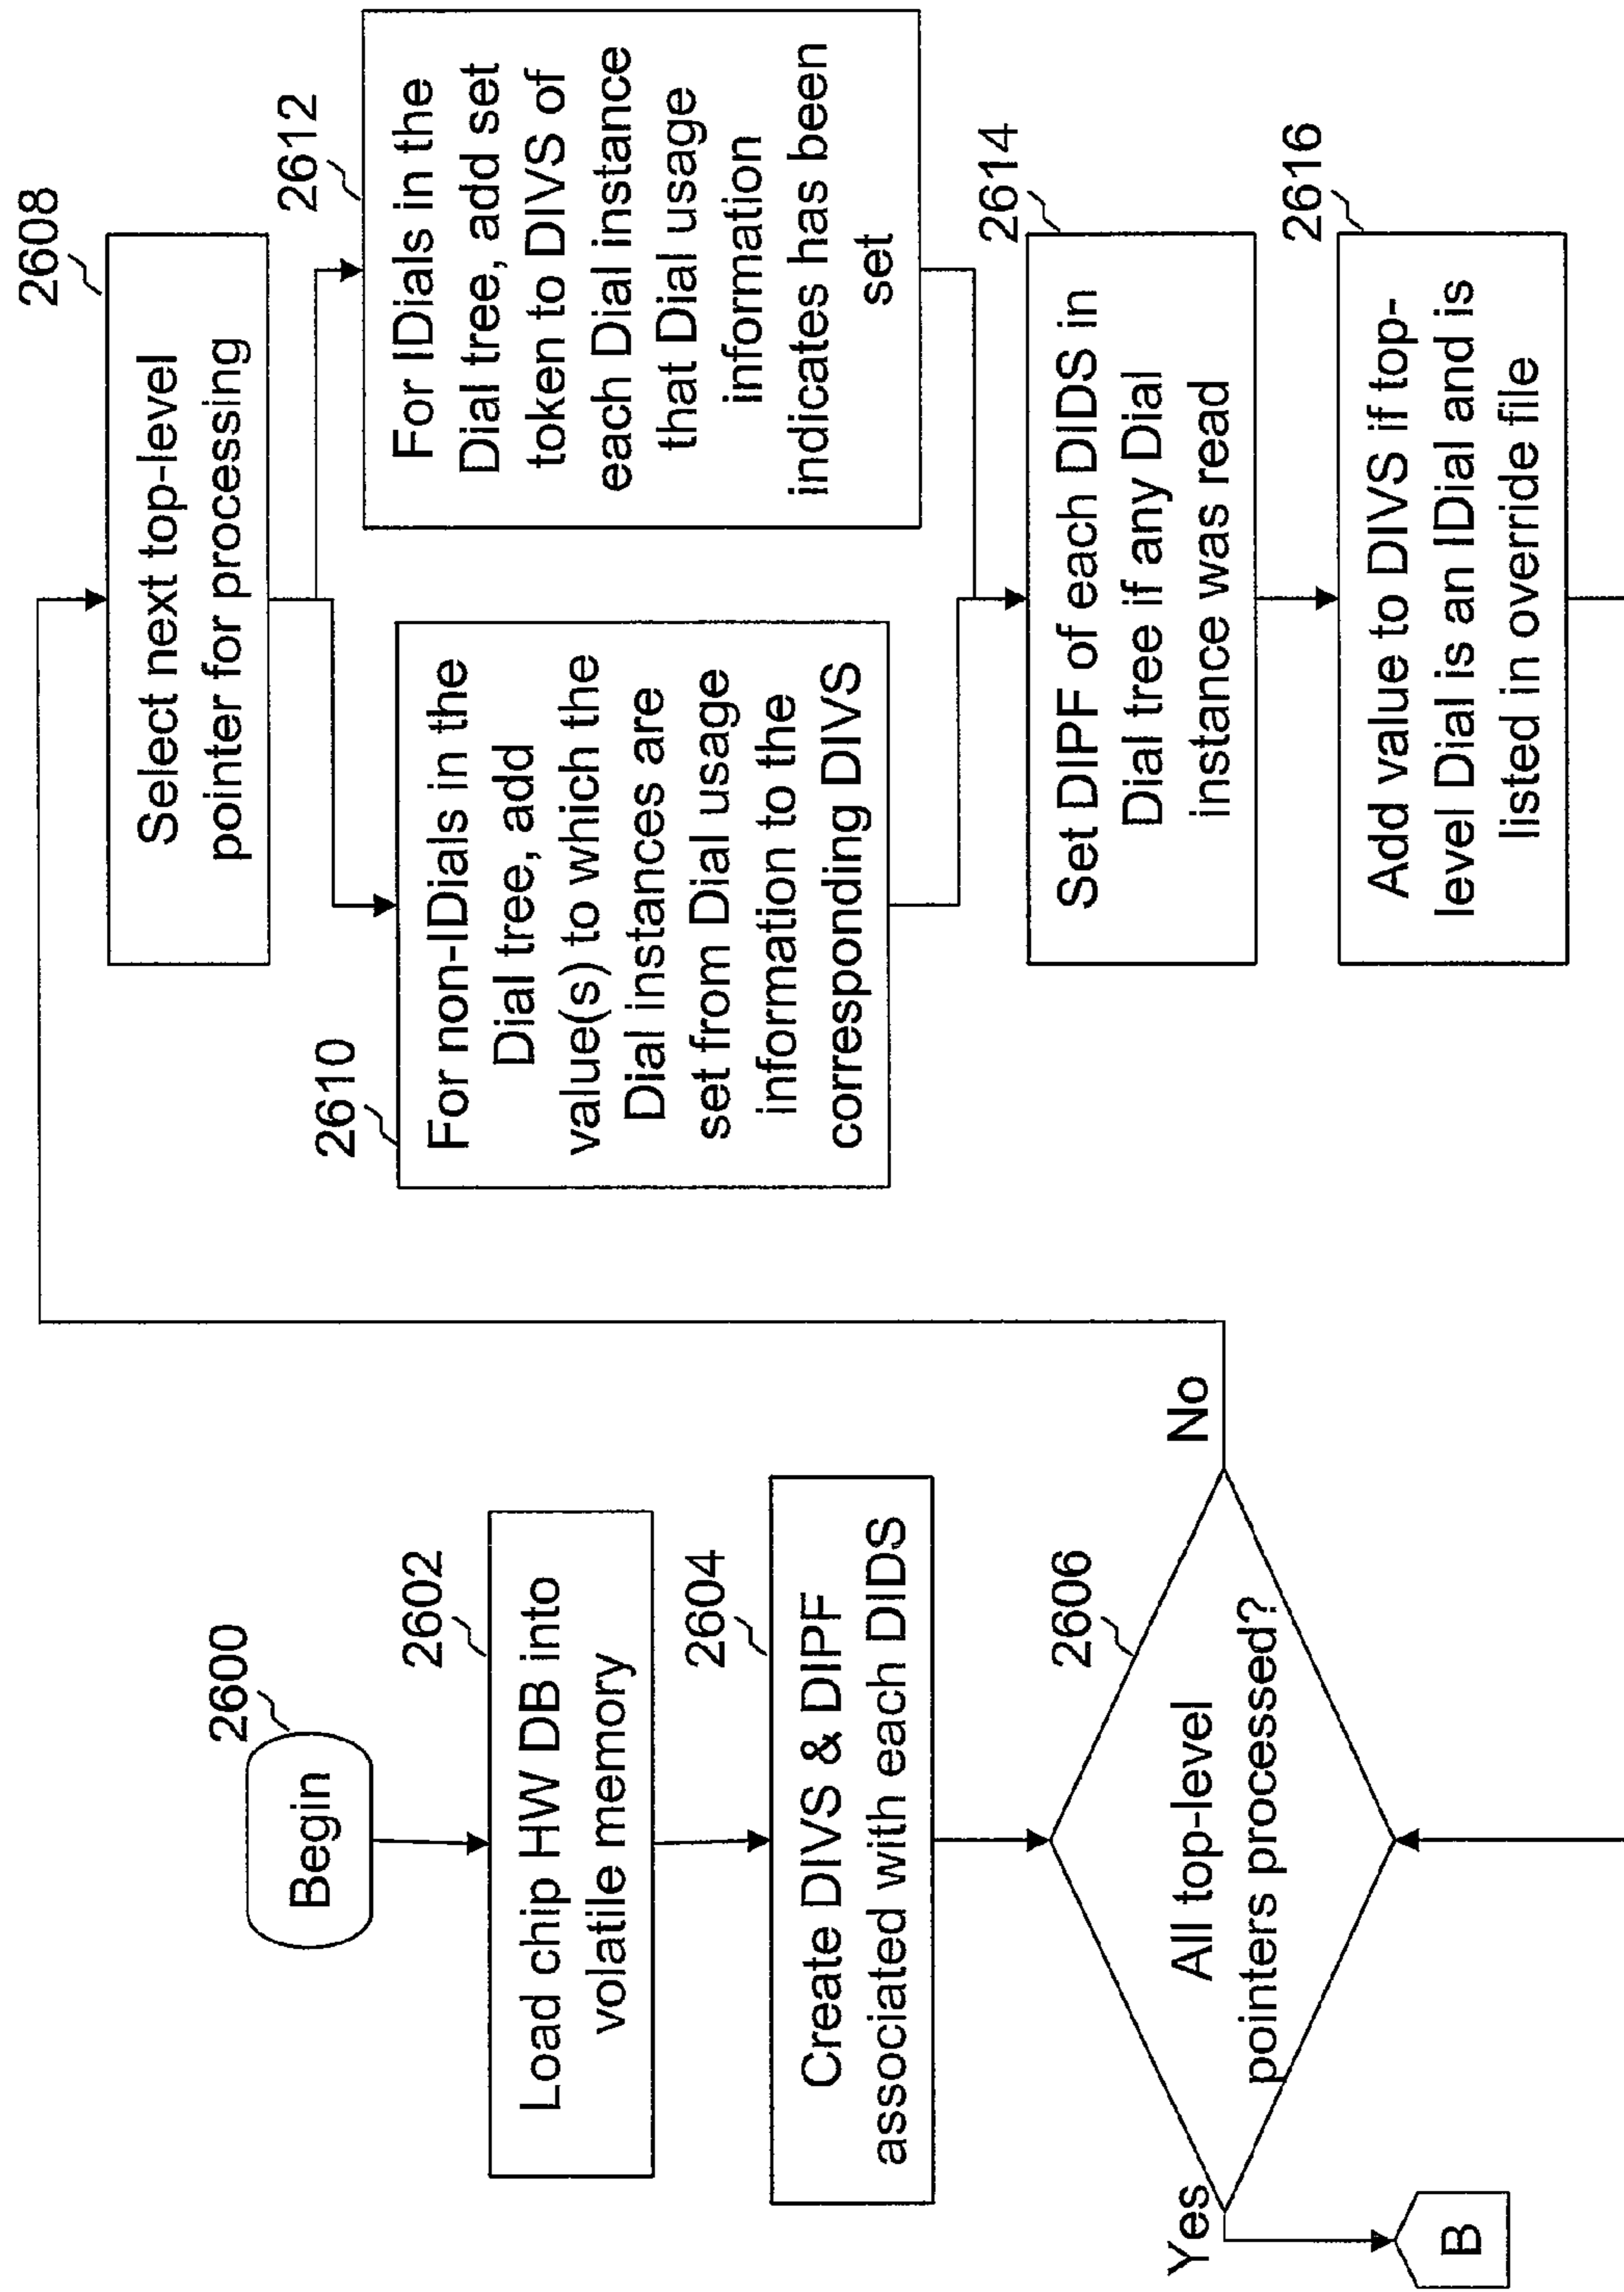 2600
Begin
2602
Load chip HW DB into
volatile memory
2604
Create DIVS & DIPF
associated with each DIDS
2606
All top-level
pointers processed?
Yes
No
B
2608
Select next top-level
pointer for processing
2610
For non-IDials in the
Dial tree, add
value(s) to which the
Dial instances are
set from Dial usage
information to the
corresponding DIVS
2612
For IDials in the
Dial tree, add set
token to DIVS of
each Dial instance
that Dial usage
information
indicates has been
set
2614
Set DIPF of each DIDS in
Dial tree if any Dial
instance was read
2616
Add value to DIVS if top-
level Dial is an IDial and is
listed in override file